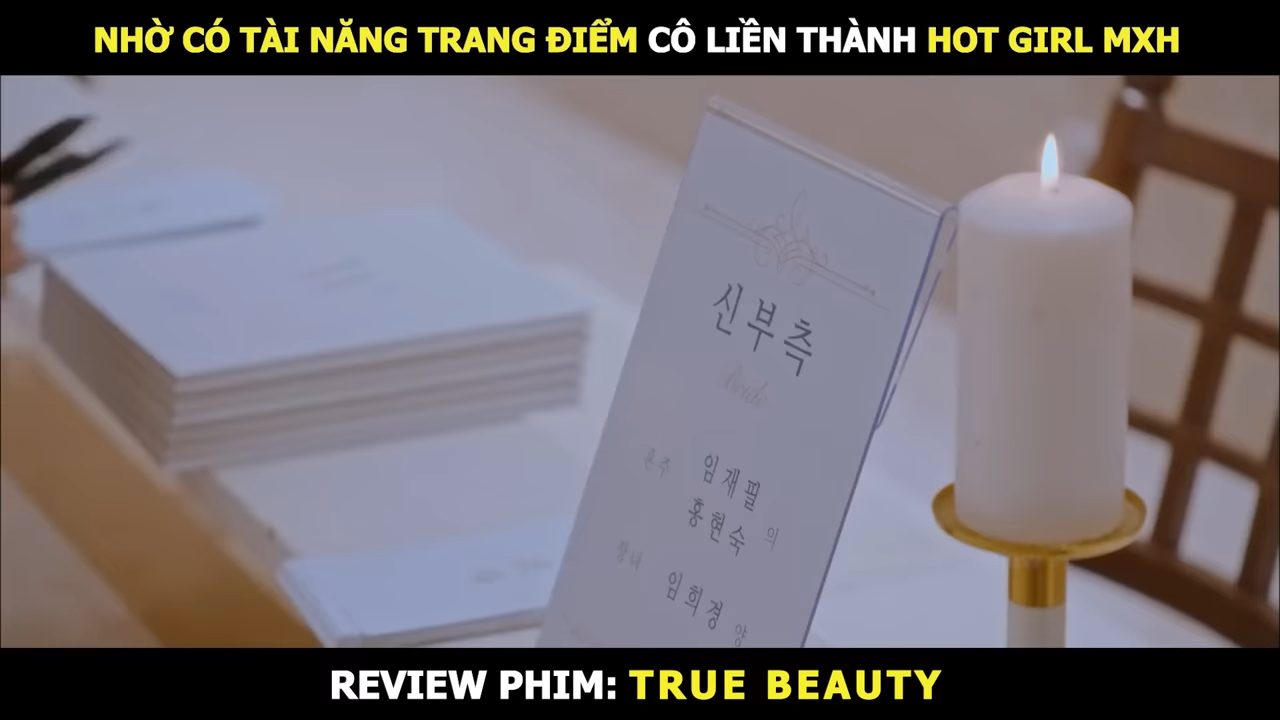 NHỜ CÓ TÀI NĂNG TRANG ĐIỂM CÔ LIỀN THÀNH HOT GIRL MXH
신부측
Bride
혼주 임재필
홍현숙 의
장녀 임희경 양
REVIEW PHIM: TRUE BEAUTY